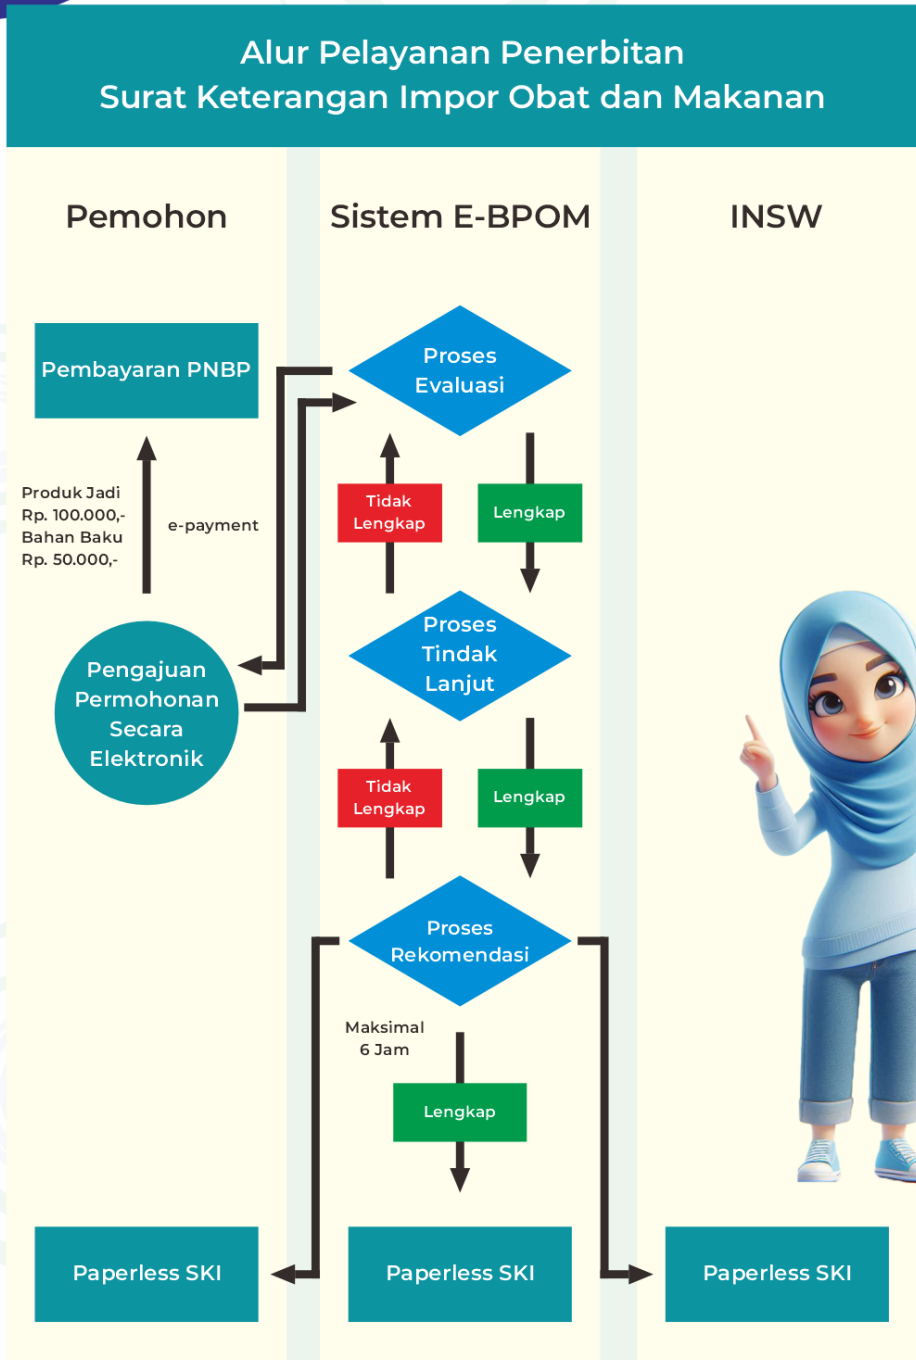 Alur Pelayanan Penerbitan
Surat Keterangan Impor Obat dan Makanan
Pemohon
Sistem E-BPOM
INSW
Pembayaran PNBP
Produk Jadi
Rp. 100.000,-
Bahan Baku
Rp. 50.000,-
e-payment
Pengajuan
Permohonan
Secara
Elektronik
Proses
Evaluasi
Tidak
Lengkap
Lengkap
Proses
Tindak
Lanjut
Tidak
Lengkap
Lengkap
Proses
Rekomendasi
Maksimal
6 Jam
Lengkap
Paperless SKI
Paperless SKI
Paperless SKI